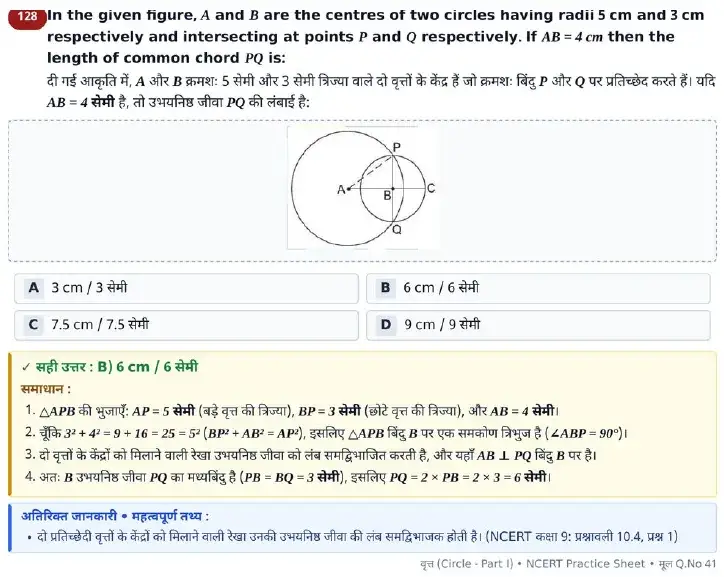 128 In the given figure, A and B are the centres of two circles having radii 5 cm and 3 cm
respectively and intersecting at points P and Q respectively. If AB = 4 cm then the
length of common chord PQ is:
दी गई आकृति में, A और B क्रमशः 5 सेमी और 3 सेमी त्रिज्या वाले दो वृत्तों के केंद्र हैं जो क्रमशः बिंदु P और Q पर प्रतिच्छेद करते हैं। यदि
AB = 4 सेमी है, तो उभयनिष्ठ जीवा PQ की लंबाई है:
P
A B C
Q
A 3 cm / 3 सेमी
B 6 cm / 6 सेमी
C 7.5 cm / 7.5 सेमी
D 9 cm / 9 सेमी
✓ सही उत्तर : B) 6 cm / 6 सेमी
समाधान :
1. △APB की भुजाएँ: AP = 5 सेमी (बड़े वृत्त की त्रिज्या), BP = 3 सेमी (छोटे वृत्त की त्रिज्या), और AB = 4 सेमी।
2. चूँकि 3² + 4² = 9 + 16 = 25 = 5² (BP² + AB² = AP²), इसलिए △APB बिंदु B पर एक समकोण त्रिभुज है (∠ABP = 90°)।
3. दो वृत्तों के केंद्रों को मिलाने वाली रेखा उभयनिष्ठ जीवा को लंब समद्विभाजित करती है, और यहाँ AB ⊥ PQ बिंदु B पर है।
4. अतः B उभयनिष्ठ जीवा PQ का मध्यबिंदु है (PB = BQ = 3 सेमी), इसलिए PQ = 2 × PB = 2 × 3 = 6 सेमी।
अतिरिक्त जानकारी • महत्वपूर्ण तथ्य :
• दो प्रतिच्छेदी वृत्तों के केंद्रों को मिलाने वाली रेखा उनकी उभयनिष्ठ जीवा की लंब समद्विभाजक होती है। (NCERT कक्षा 9: प्रश्नावली 10.4, प्रश्न 1)
वृत्त (Circle - Part I) • NCERT Practice Sheet • मूल Q.No 41